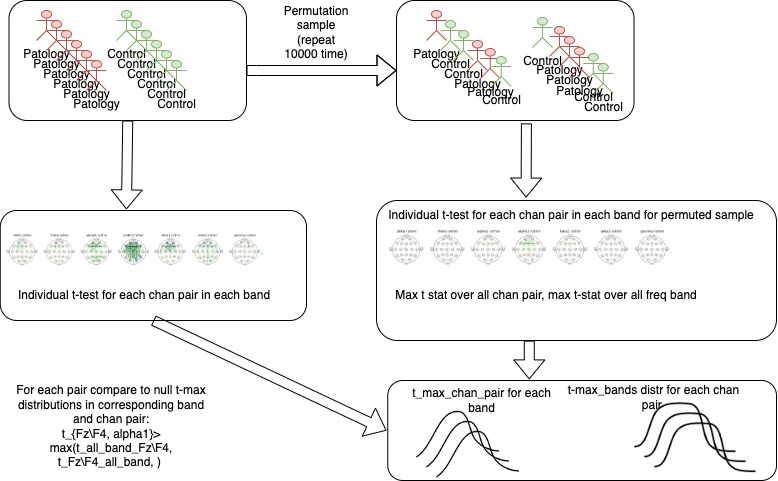 Permutation
sample
(repeat
10000 time)
Patology
Patology
Patology
Patology
Patology
Patology
Control
Control
Control
Control
Control
Control
Patology
Control
Control
Patology
Patology
Control
Control
Patology
Patology
Patology
Control
Control
Individual t-test for each chan pair in each band
Individual t-test for each chan pair in each band for permuted sample
Max t stat over all chan pair, max t-stat over all freq band
For each pair compare to null t-max
distributions in corresponding band
and chan pair:
t_{Fz\F4, alpha1}>
max(t_all_band_Fz\F4,
t_Fz\F4_all_band, )
t_max_chan_pair for each
band
t-max_bands distr for each chan
pair